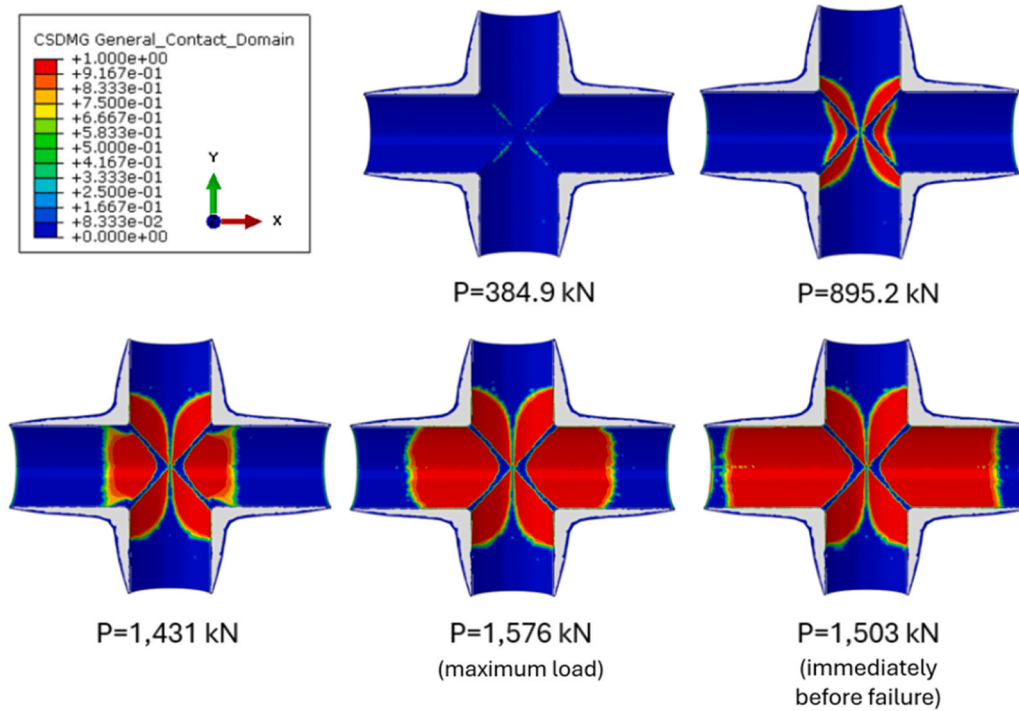 CSDMG General_Contact_Domain
+1.000e+00
+9.167e-01
+8.333e-01
+7.500e-01
+6.667e-01
+5.833e-01
+5.000e-01
+4.167e-01
+3.333e-01
+2.500e-01
+1.667e-01
+8.333e-02
+0.000e+00
Y
Z
X
P=384.9 kN
P=895.2 kN
P=1,431 kN
P=1,576 kN
(maximum load)
P=1,503 kN
(immediately
before failure)